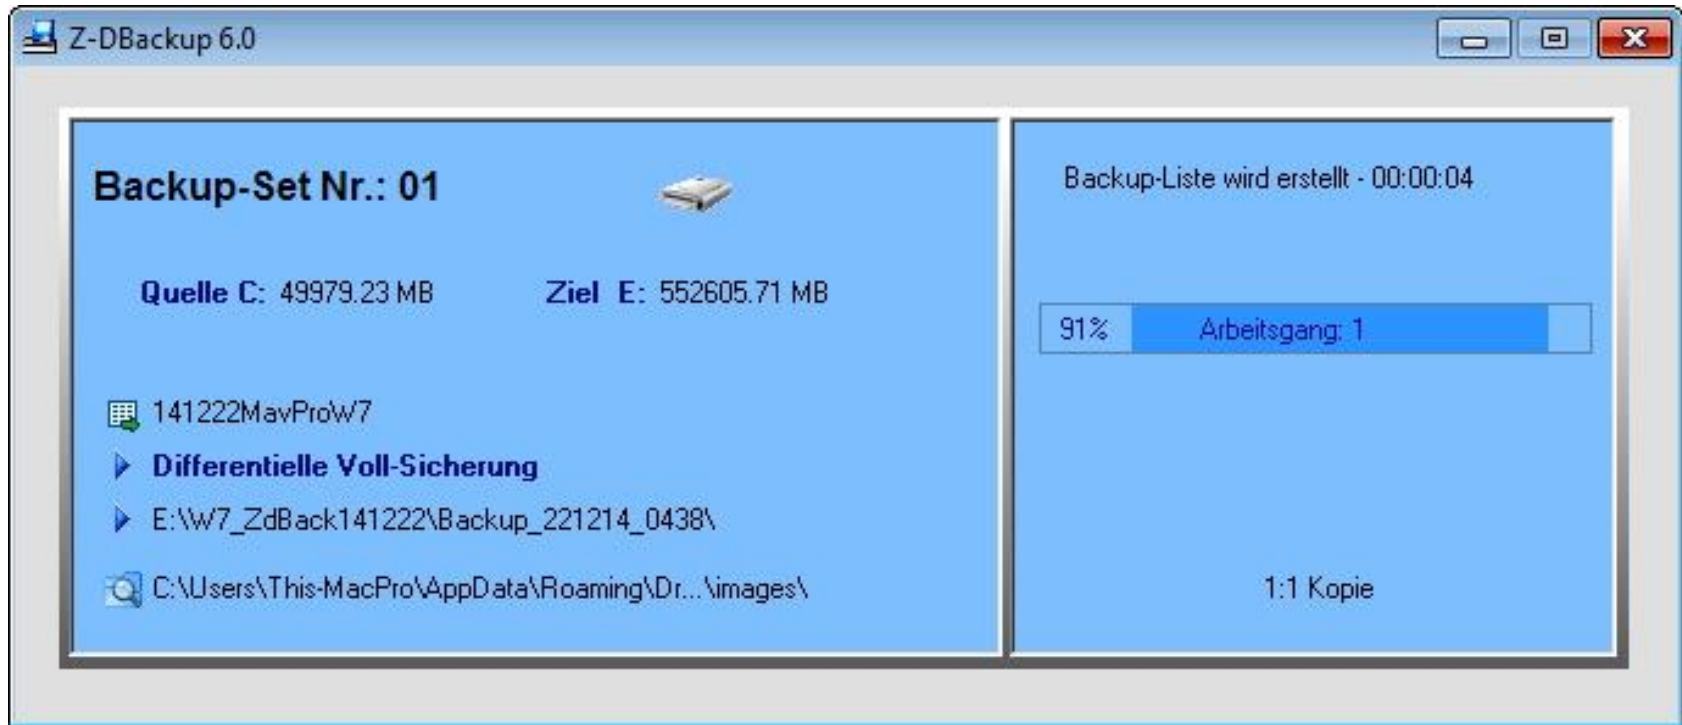 Z-DBackup 6.0
Backup-Set Nr.: 01
Quelle C: 49979.23 MB Ziel E: 552605.71 MB
141222MavProW7
Differentielle Voll-Sicherung
E:\W7_ZdBack141222\Backup_221214_0438\
C:\Users\This-MacPro\AppData\Roaming\Dr...\images\
Backup-Liste wird erstellt - 00:00:04
91% Arbeitsgang: 1
1:1 Kopie